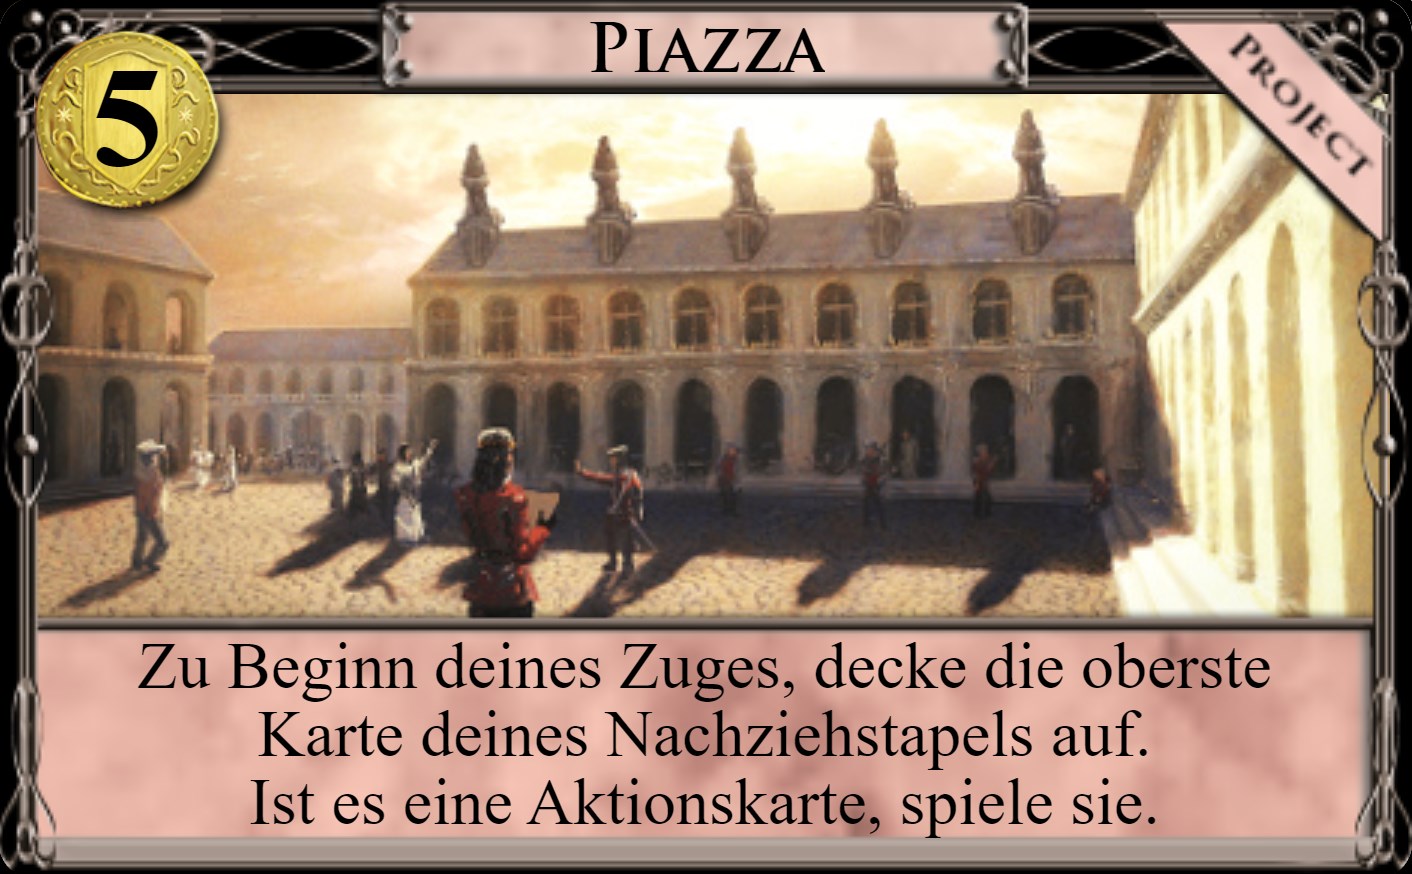 Piazza
Project
5
Zu Beginn deines Zuges, decke die oberste
Karte deines Nachziehstapels auf.
Ist es eine Aktionskarte, spiele sie.